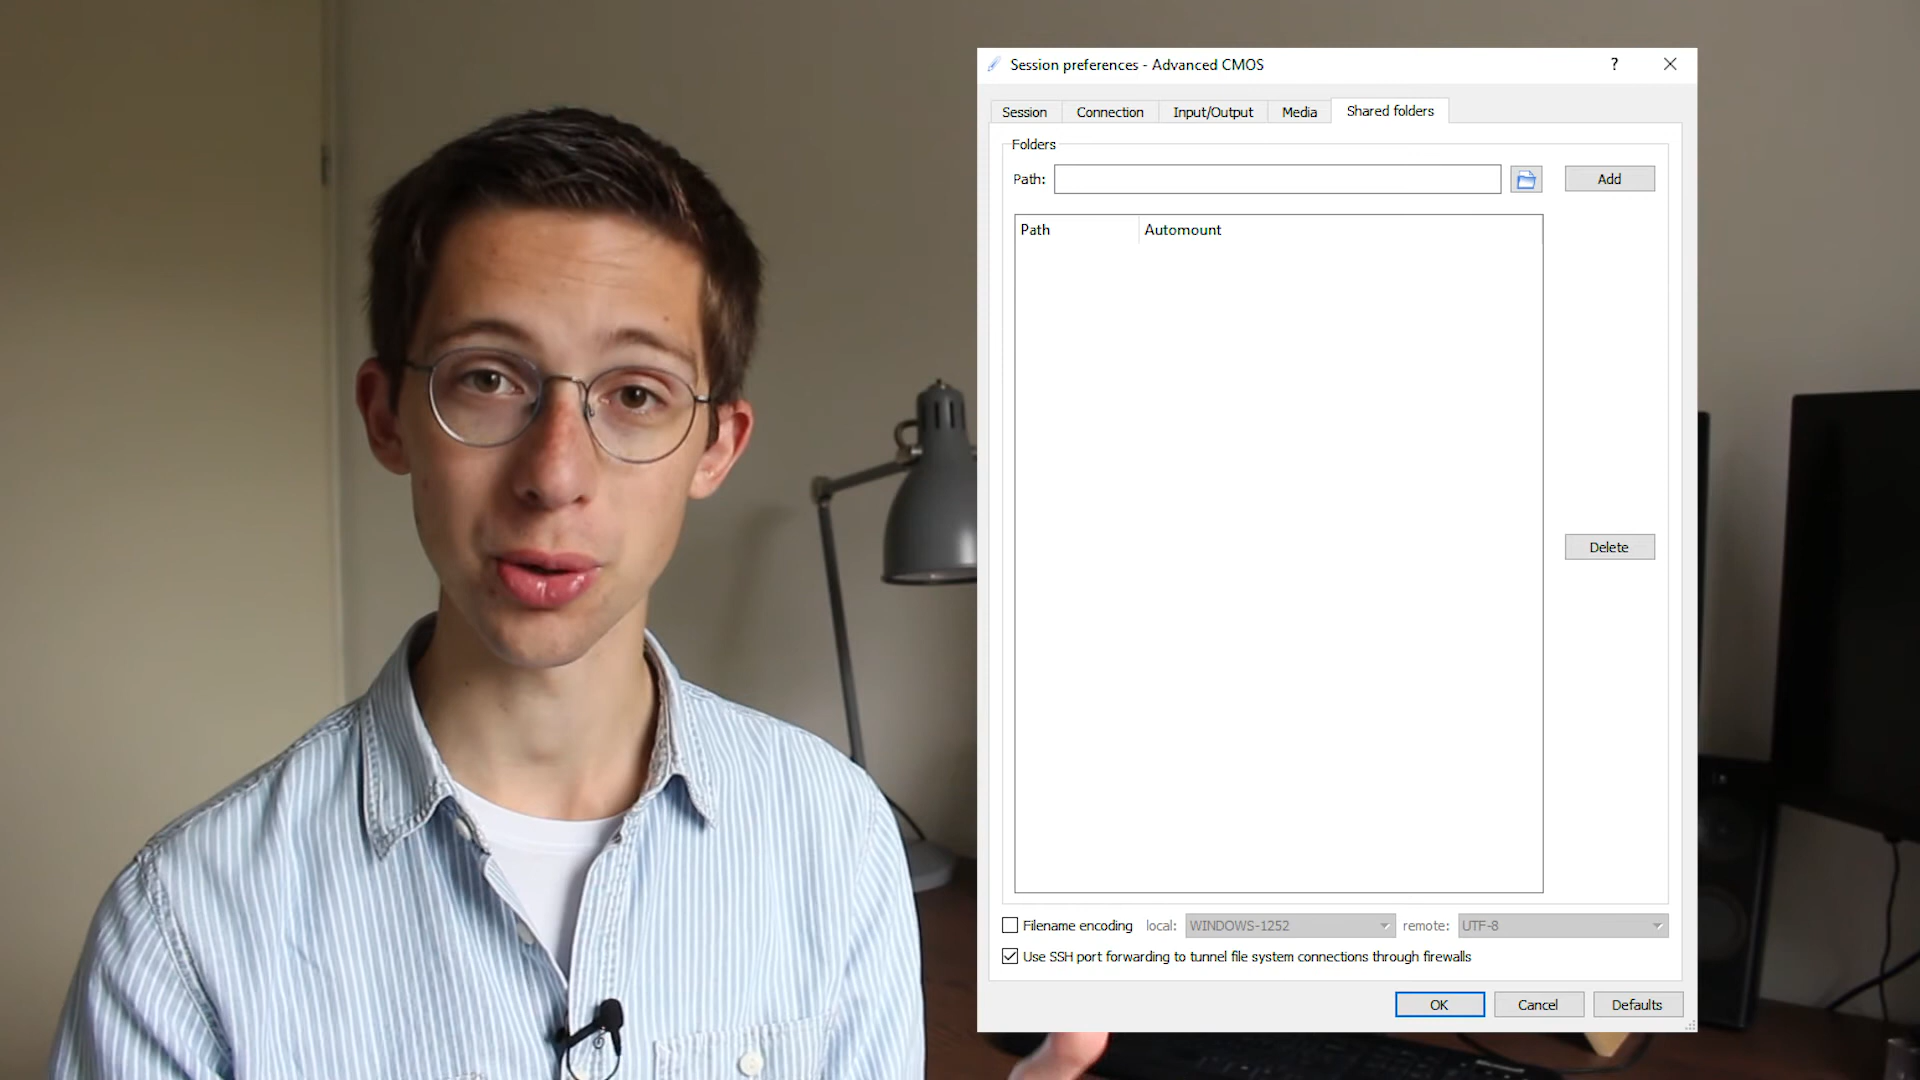 Session preferences - Advanced CMOS
?
Session Connection Input/Output Media Shared folders
Folders
Path: Add
Path Automount
Delete
Filename encoding local: WINDOWS-1252 remote: UTF-8
Use SSH port forwarding to tunnel file system connections through firewalls
OK Cancel Defaults